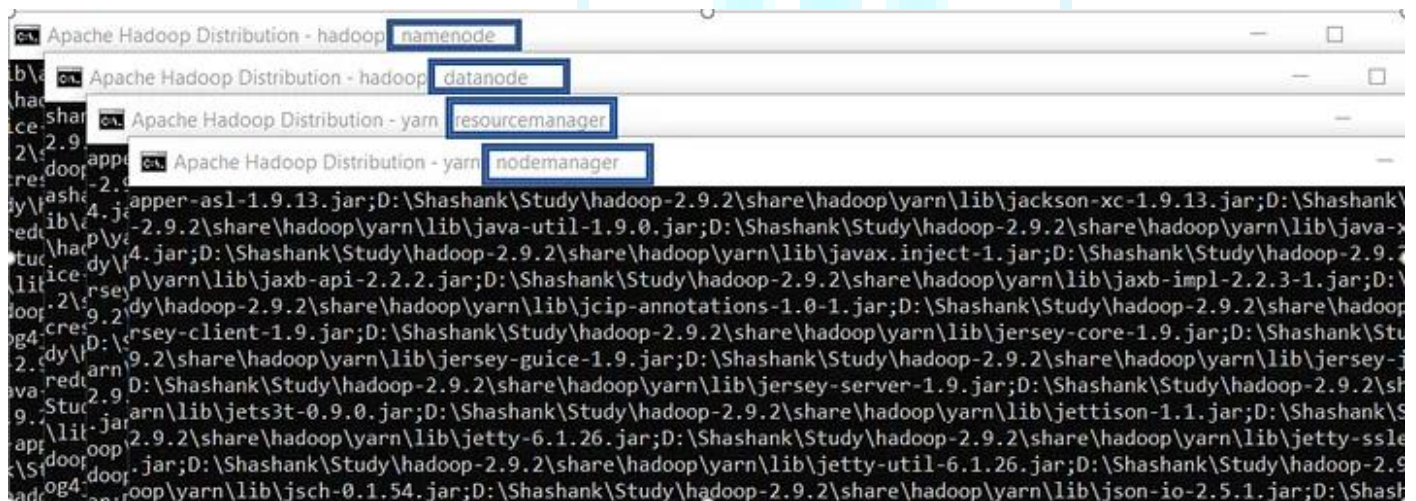 Apache Hadoop Distribution - hadoop namenode
Apache Hadoop Distribution - hadoop datanode
Apache Hadoop Distribution - yarn resourcemanager
Apache Hadoop Distribution - yarn nodemanager
apper-asl-1.9.13.jar;D:\Shashank\Study\hadoop-2.9.2\share\hadoop\yarn\lib\jackson-xc-1.9.13.jar;D:\Shashank\
-2.9.2\share\hadoop\yarn\lib\java-util-1.9.0.jar;D:\Shashank\Study\hadoop-2.9.2\share\hadoop\yarn\lib\java-x
4.jar;D:\Shashank\Study\hadoop-2.9.2\share\hadoop\yarn\lib\javax.inject-1.jar;D:\Shashank\Study\hadoop-2.9.2
p\yarn\lib\jaxb-api-2.2.2.jar;D:\Shashank\Study\hadoop-2.9.2\share\hadoop\yarn\lib\jaxb-impl-2.2.3-1.jar;D:\
dy\hadoop-2.9.2\share\hadoop\yarn\lib\jcip-annotations-1.0-1.jar;D:\Shashank\Study\hadoop-2.9.2\share\hadoop
rsey-client-1.9.jar;D:\Shashank\Study\hadoop-2.9.2\share\hadoop\yarn\lib\jersey-core-1.9.jar;D:\Shashank\Stu
9.2\share\hadoop\yarn\lib\jersey-guice-1.9.jar;D:\Shashank\Study\hadoop-2.9.2\share\hadoop\yarn\lib\jersey-j
D:\Shashank\Study\hadoop-2.9.2\share\hadoop\yarn\lib\jersey-server-1.9.jar;D:\Shashank\Study\hadoop-2.9.2\sh
arn\lib\jets3t-0.9.0.jar;D:\Shashank\Study\hadoop-2.9.2\share\hadoop\yarn\lib\jettison-1.1.jar;D:\Shashank\S
2.9.2\share\hadoop\yarn\lib\jetty-6.1.26.jar;D:\Shashank\Study\hadoop-2.9.2\share\hadoop\yarn\lib\jetty-ssle
.jar;D:\Shashank\Study\hadoop-2.9.2\share\hadoop\yarn\lib\jetty-util-6.1.26.jar;D:\Shashank\Study\hadoop-2.9
oop\yarn\lib\jsch-0.1.54.jar;D:\Shashank\Study\hadoop-2.9.2\share\hadoop\yarn\lib\json-io-2.5.1.jar;D:\Shash